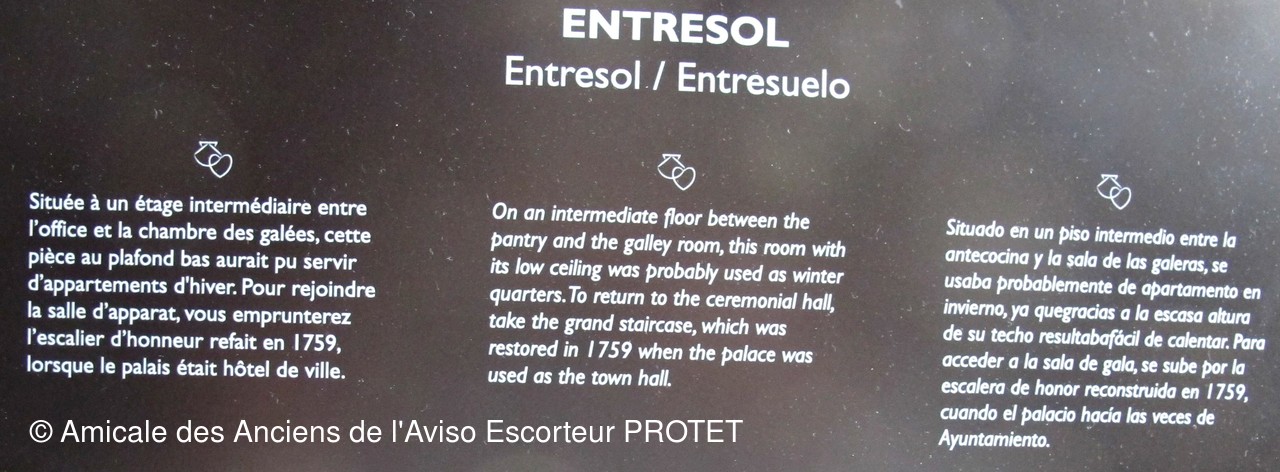 ENTRESOL
Entresol / Entresuelo
Située à un étage intermédiaire entre
l'office et la chambre des galées, cette
pièce au plafond bas aurait pu servir
d'appartements d'hiver. Pour rejoindre
la salle d'apparat, vous emprunterez
l'escalier d'honneur refait en 1759,
lorsque le palais était hôtel de ville.
On an intermediate floor between the
pantry and the galley room, this room with
its low ceiling was probably used as winter
quarters. To return to the ceremonial hall,
take the grand staircase, which was
restored in 1759 when the palace was
used as the town hall.
Situado en un piso intermedio entre la
antecocina y la sala de las galeras, se
usaba probablemente de apartamento en
invierno, ya quegracias a la escasa altura
de su techo resultabafácil de calentar. Para
acceder a la sala de gala, se sube por la
escalera de honor reconstruida en 1759,
cuando el palacio hacía las veces de
Ayuntamiento.
© Amicale des Anciens de l'Aviso Escorteur PROTET